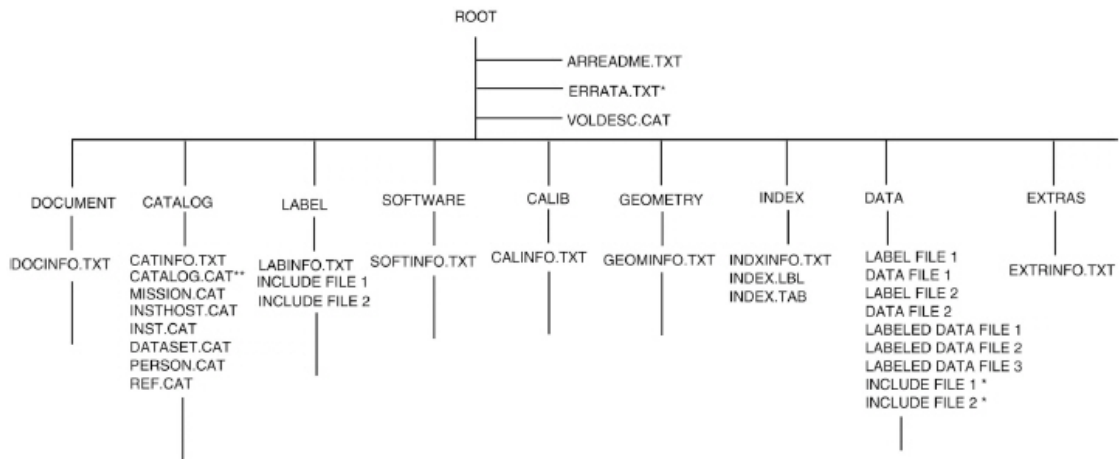 ROOT
ARREADME.TXT
ERRATA.TXT*
VOLDESC.CAT
DOCUMENT
DOCINFO.TXT
CATALOG
CATINFO.TXT
CATALOG.CAT**
MISSION.CAT
INSTHOST.CAT
INST.CAT
DATASET.CAT
PERSON.CAT
REF.CAT
LABEL
LABINFO.TXT
INCLUDE FILE 1
INCLUDE FILE 2
SOFTWARE
SOFTINFO.TXT
CALIB
CALINFO.TXT
GEOMETRY
GEOMINFO.TXT
INDEX
INDXINFO.TXT
INDEX.LBL
INDEX.TAB
DATA
LABEL FILE 1
DATA FILE 1
LABEL FILE 2
DATA FILE 2
LABELED DATA FILE 1
LABELED DATA FILE 2
LABELED DATA FILE 3
INCLUDE FILE 1 *
INCLUDE FILE 2 *
EXTRAS
EXTRINFO.TXT